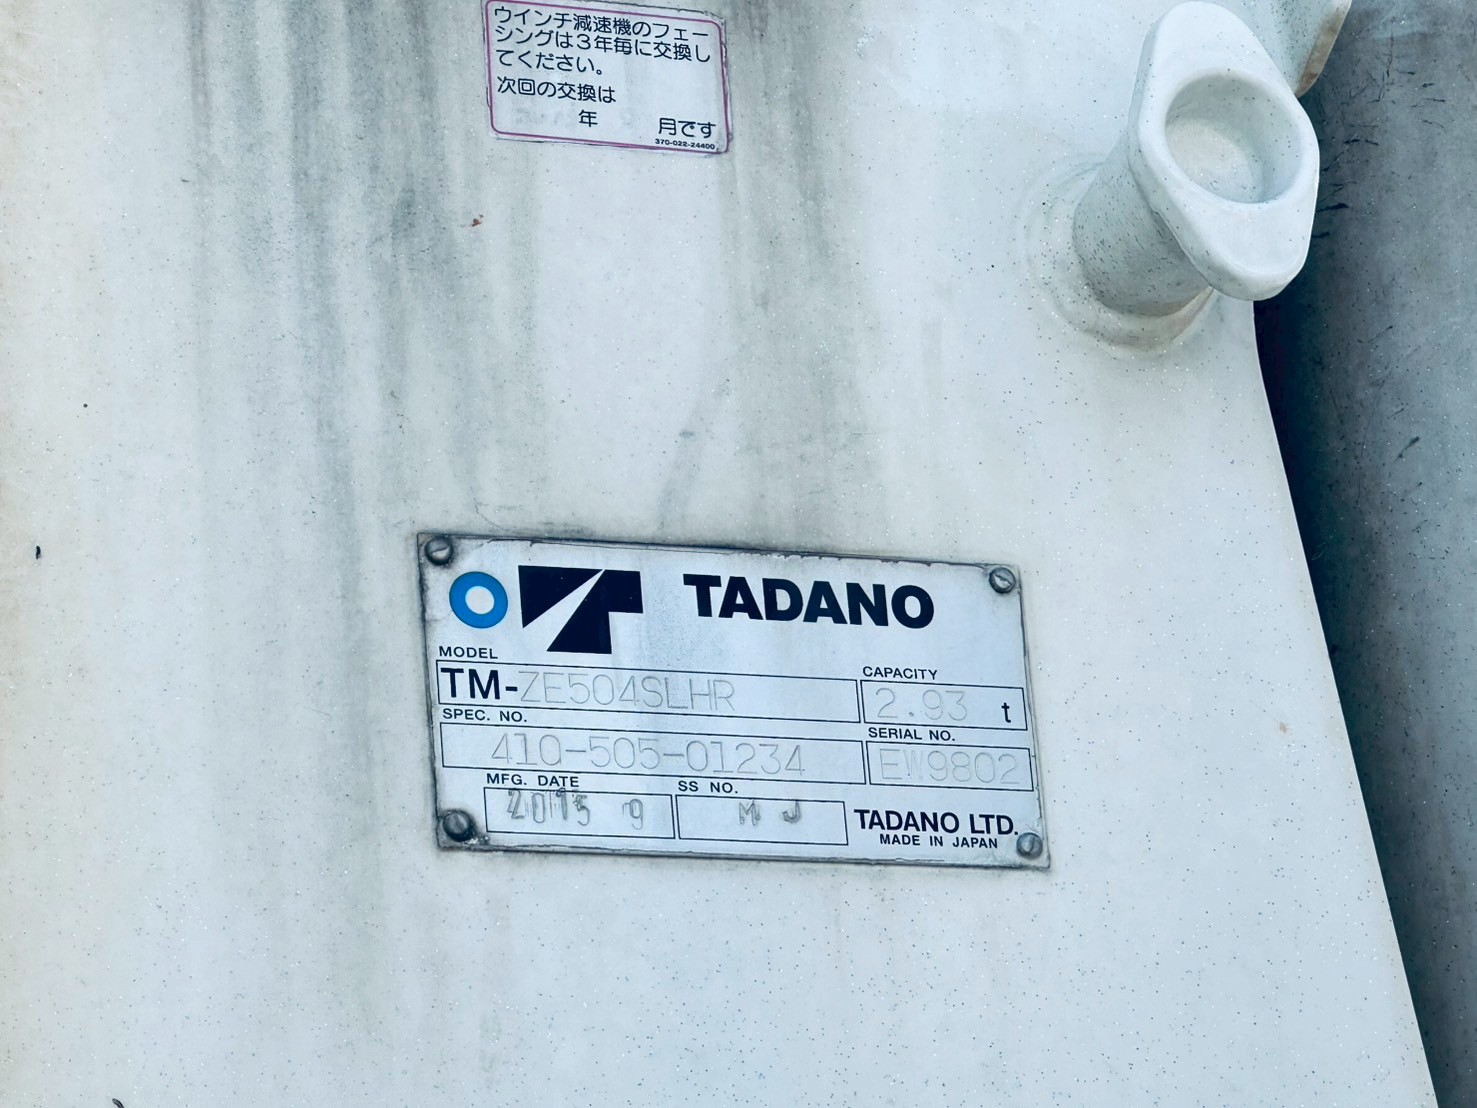 ウインチ減速機のフェー
シングは3年毎に交換し
てください。
次回の交換は
年 月です
370-022-24400
TADANO
MODEL
TM-ZE504SLHR
CAPACITY
2.93 t
SPEC. NO.
410-505-01234
SERIAL NO.
EW9802
MFG. DATE
2015 9
SS NO.
M J
TADANO LTD.
MADE IN JAPAN